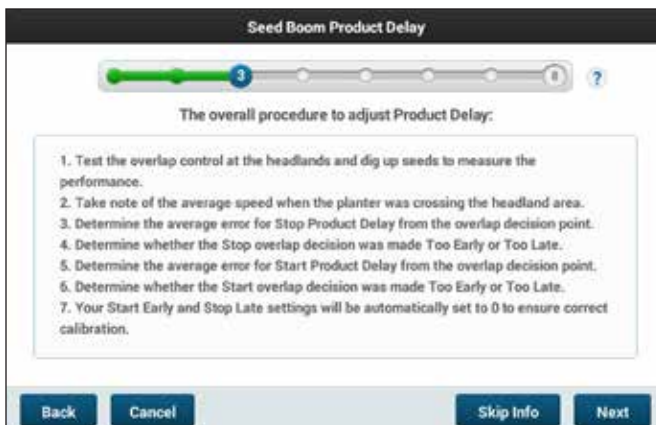 Seed Boom Product Delay
3
8
?
The overall procedure to adjust Product Delay:
1. Test the overlap control at the headlands and dig up seeds to measure the
performance.
2. Take note of the average speed when the planter was crossing the headland area.
3. Determine the average error for Stop Product Delay from the overlap decision point.
4. Determine whether the Stop overlap decision was made Too Early or Too Late.
5. Determine the average error for Start Product Delay from the overlap decision point.
6. Determine whether the Start overlap decision was made Too Early or Too Late.
7. Your Start Early and Stop Late settings will be automatically set to 0 to ensure correct
calibration.
Back
Cancel
Skip Info
Next